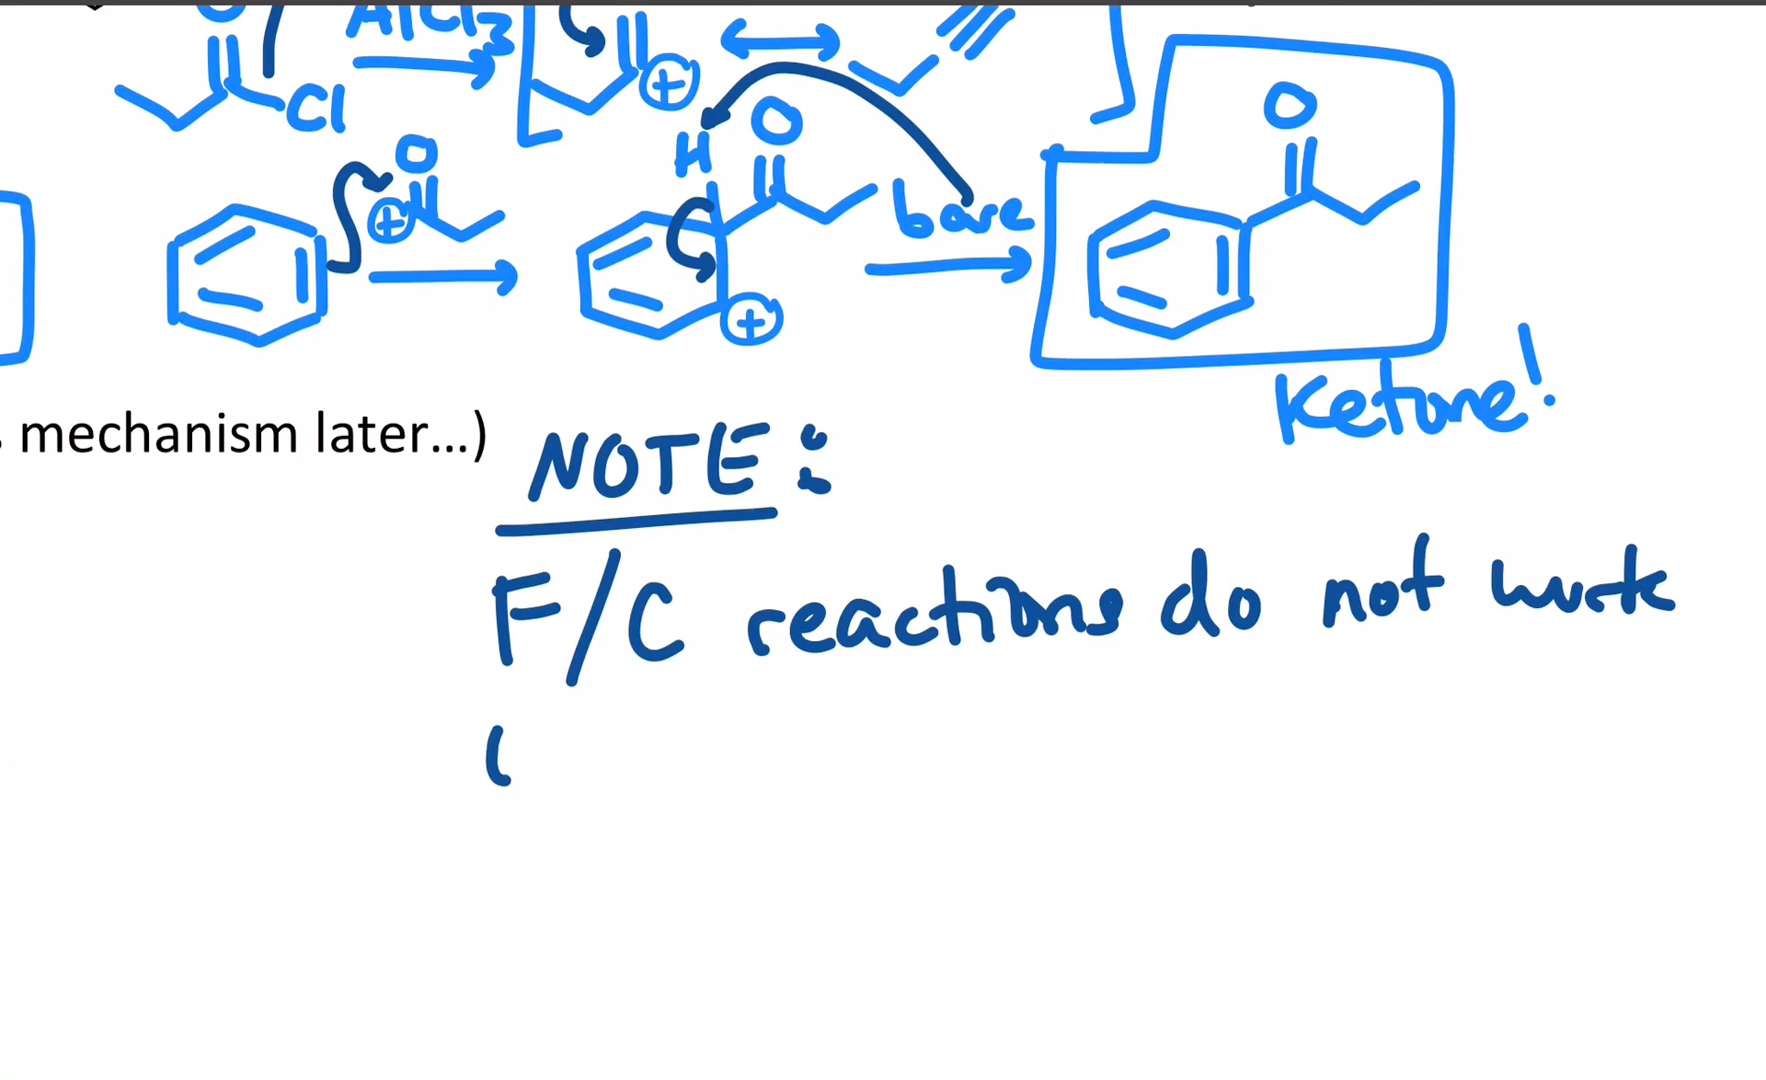 AlCl3
Cl
O
H
O
O
base
Ketone!
mechanism later...)
NOTE:
F/C reactions do not work
(